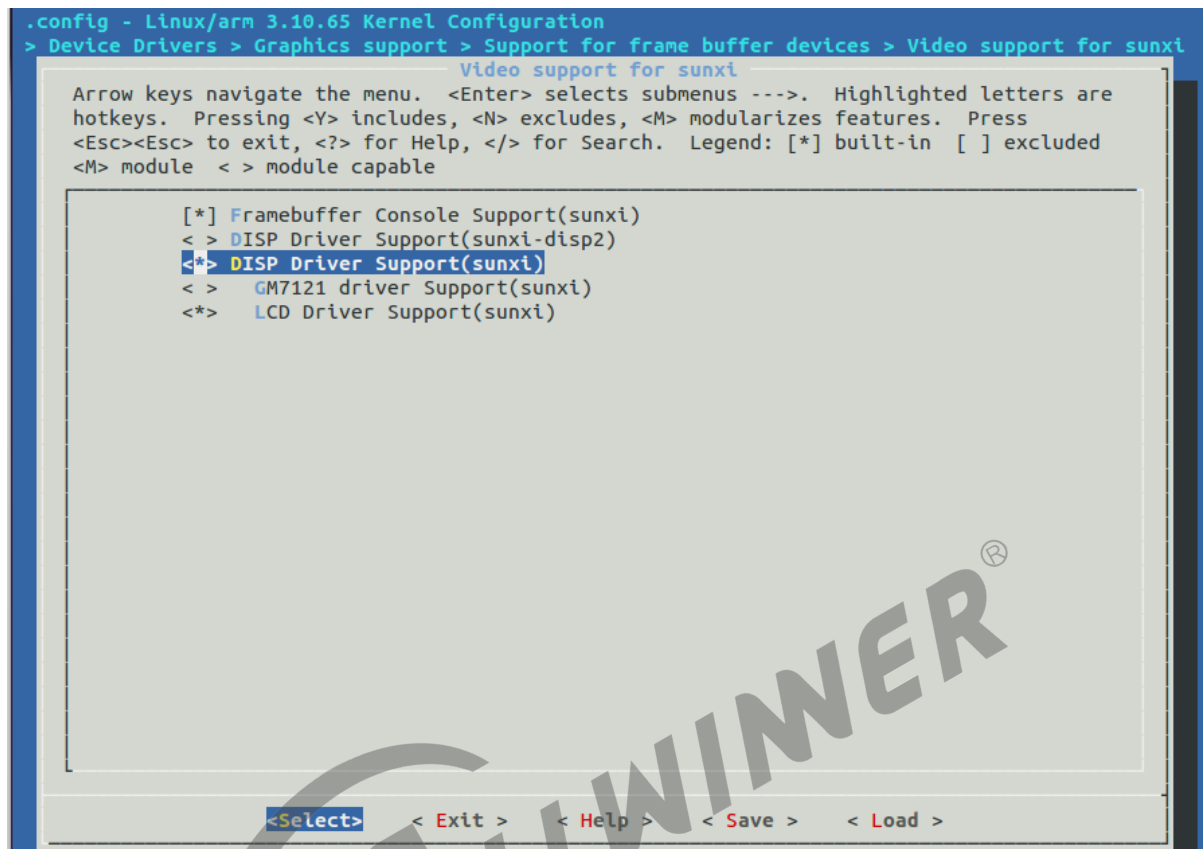 .config - Linux/arm 3.10.65 Kernel Configuration
> Device Drivers > Graphics support > Support for frame buffer devices > Video support for sunxi
Video support for sunxi
Arrow keys navigate the menu.  <Enter> selects submenus --->.  Highlighted letters are
hotkeys.  Pressing <Y> includes, <N> excludes, <M> modularizes features.  Press
<Esc><Esc> to exit, <?> for Help, </> for Search.  Legend: [*] built-in  [ ] excluded
<M> module  < > module capable
[*] Framebuffer Console Support(sunxi)
< > DISP Driver Support(sunxi-disp2)
<*> DISP Driver Support(sunxi)
< >   GM7121 driver Support(sunxi)
<*>   LCD Driver Support(sunxi)
<Select>    < Exit >    < Help >    < Save >    < Load >